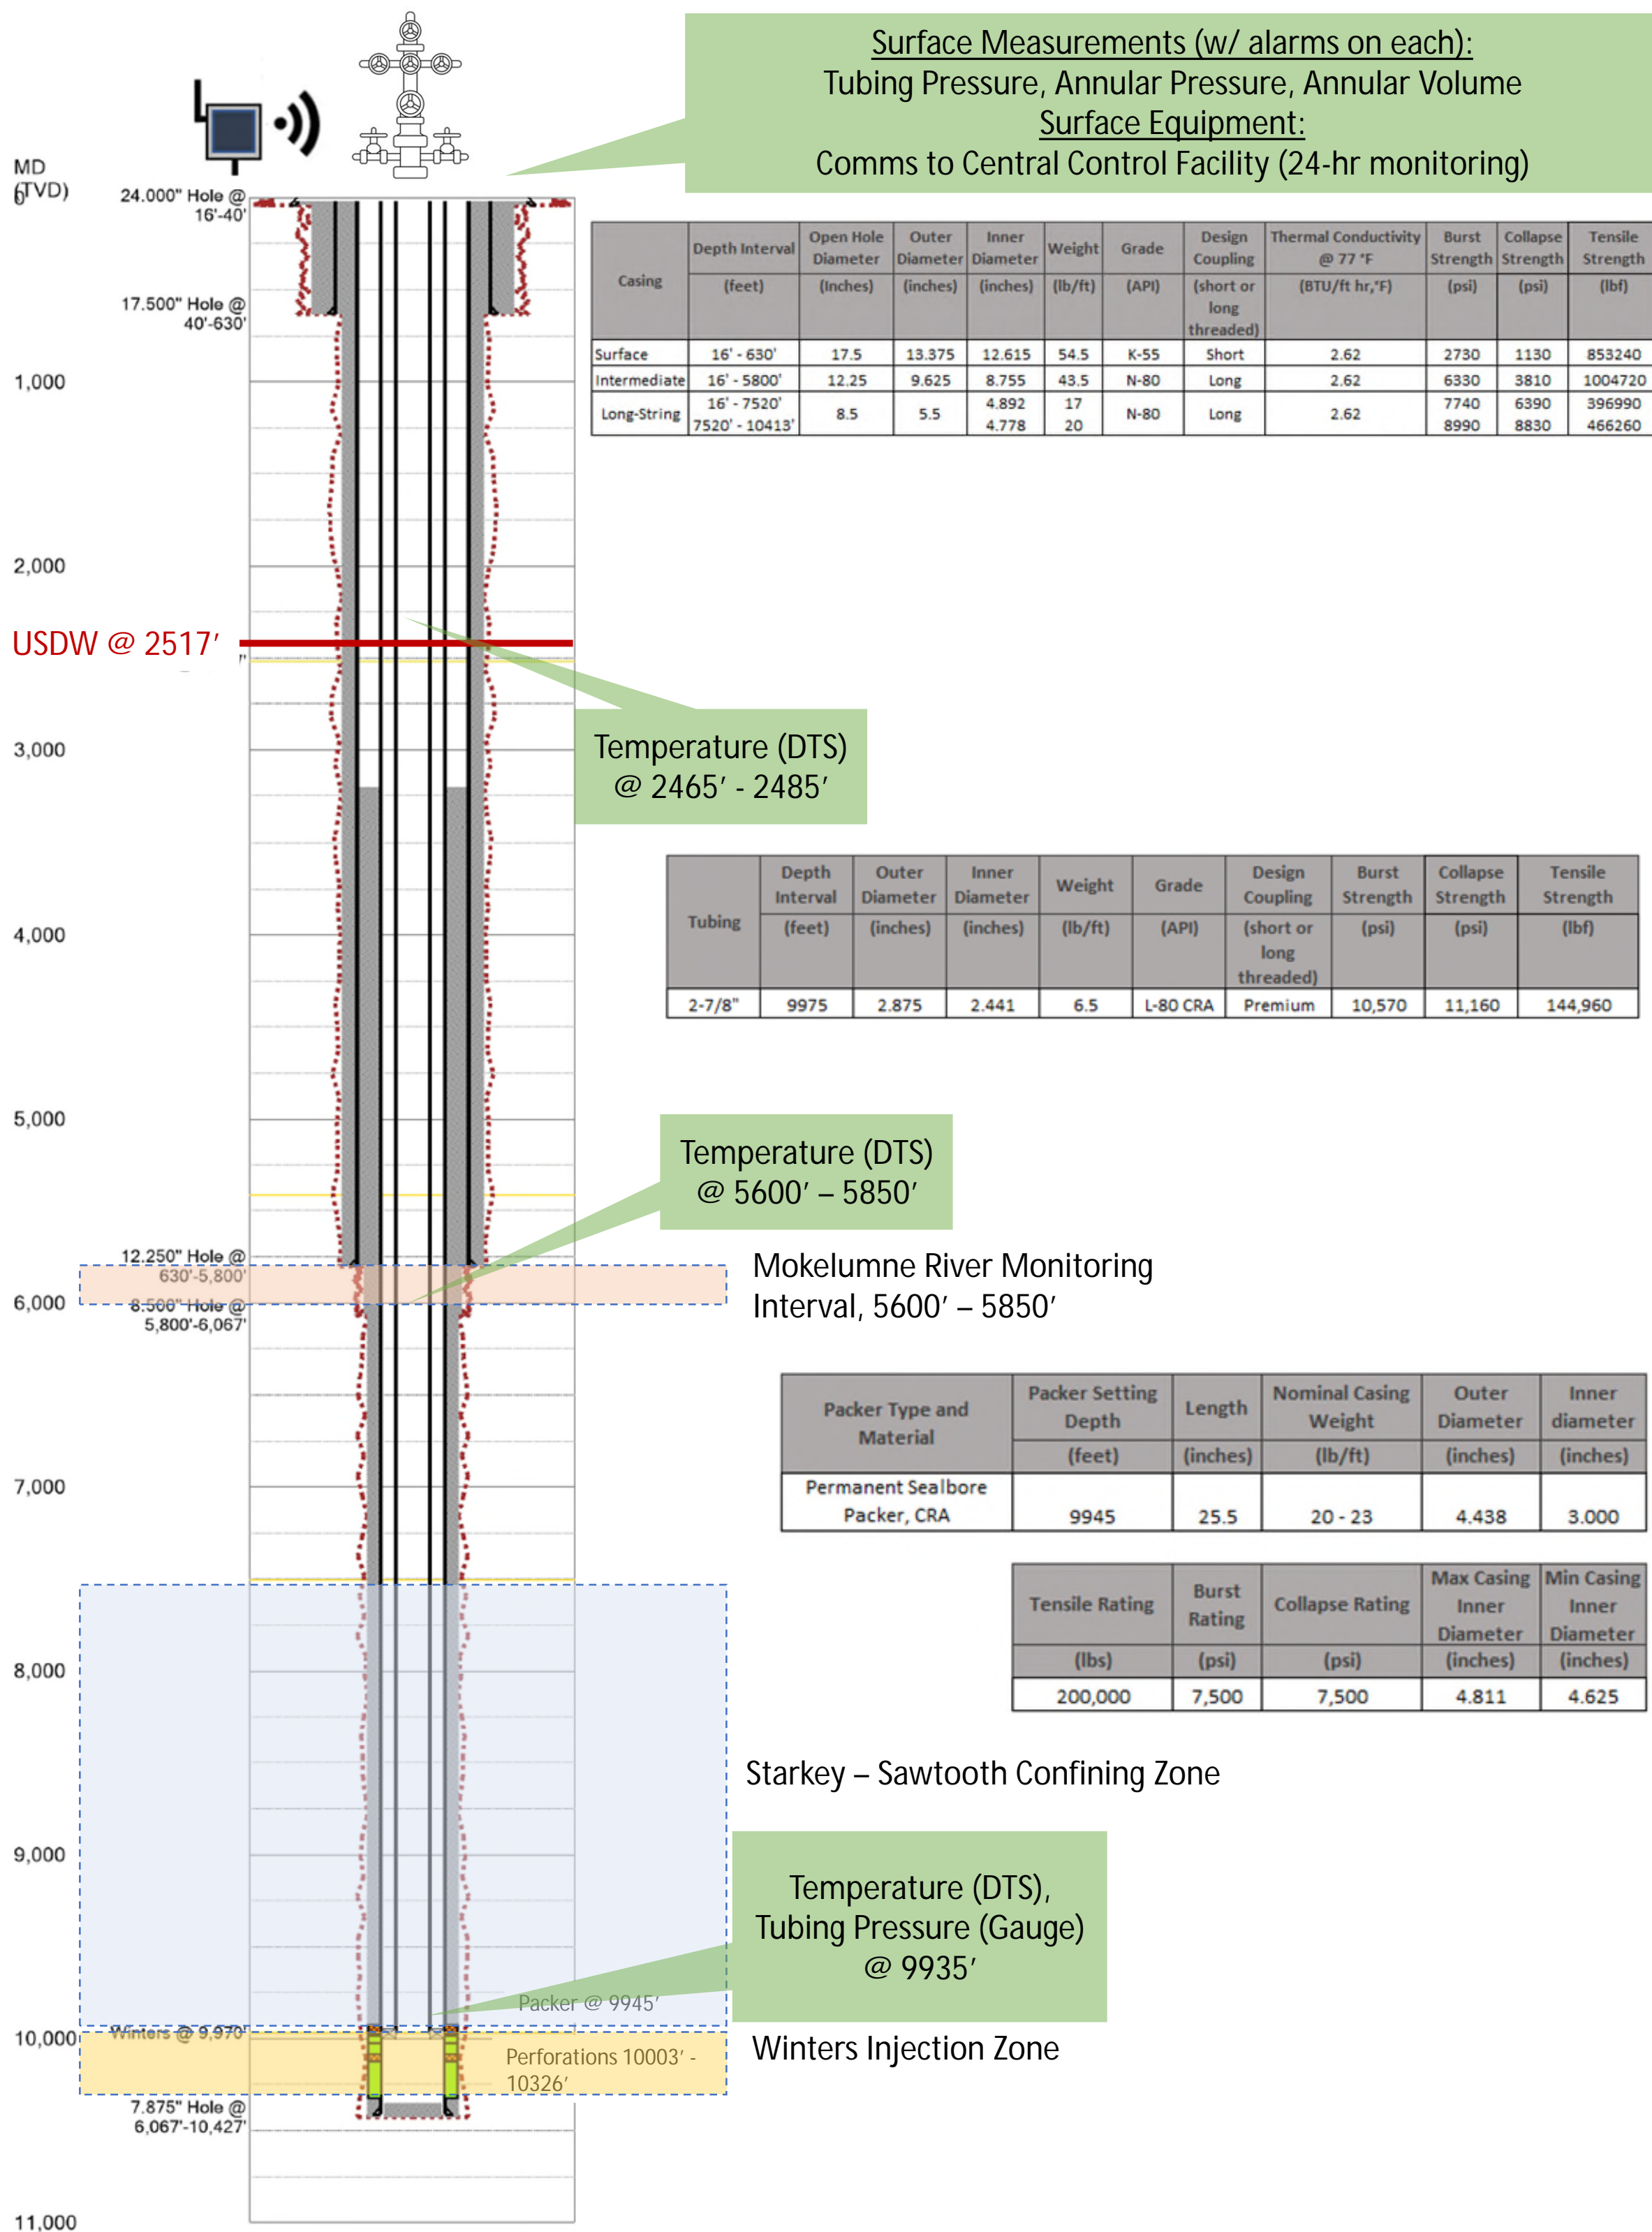 Surface Measurements (w/ alarms on each):
Tubing Pressure, Annular Pressure, Annular Volume
Surface Equipment:
Comms to Central Control Facility (24-hr monitoring)
MD
(TVD)
0
24.000" Hole @
16'-40'
17.500" Hole @
40'-630'
Casing Depth Interval Open Hole Diameter Outer Diameter Inner Diameter Weight Grade Design Coupling Thermal Conductivity @ 77 °F Burst Strength Collapse Strength Tensile Strength
(feet) (Inches) (inches) (inches) (lb/ft) (API) (short or long threaded) (BTU/ft hr,°F) (psi) (psi) (lbf)
Surface 16' - 630' 17.5 13.375 12.615 54.5 K-55 Short 2.62 2730 1130 853240
Intermediate 16' - 5800' 12.25 9.625 8.755 43.5 N-80 Long 2.62 6330 3810 1004720
Long-String 16' - 7520' 8.5 5.5 4.892 17 N-80 Long 2.62 7740 6390 396990
7520' - 10413' 4.778 20 8990 8830 466260
1,000
2,000
USDW @ 2517′
3,000
Temperature (DTS)
@ 2465′ - 2485′
4,000
Tubing Depth Interval Outer Diameter Inner Diameter Weight Grade Design Coupling Burst Strength Collapse Strength Tensile Strength
(feet) (inches) (inches) (lb/ft) (API) (short or long threaded) (psi) (psi) (lbf)
2-7/8" 9975 2.875 2.441 6.5 L-80 CRA Premium 10,570 11,160 144,960
5,000
Temperature (DTS)
@ 5600′ – 5850′
12.250" Hole @
630'-5,800'
Mokelumne River Monitoring
Interval, 5600′ – 5850′
6,000
8.500" Hole @
5,800'-6,067'
Packer Type and Material Packer Setting Depth Length Nominal Casing Weight Outer Diameter Inner diameter
(feet) (inches) (lb/ft) (inches) (inches)
Permanent Sealbore Packer, CRA 9945 25.5 20 - 23 4.438 3.000
7,000
Tensile Rating Burst Rating Collapse Rating Max Casing Inner Diameter Min Casing Inner Diameter
(lbs) (psi) (psi) (inches) (inches)
200,000 7,500 7,500 4.811 4.625
8,000
Starkey – Sawtooth Confining Zone
9,000
Temperature (DTS),
Tubing Pressure (Gauge)
@ 9935′
Packer @ 9945′
10,000
Winters @ 9,970'
Winters Injection Zone
Perforations 10003′ -
10326′
7.875" Hole @
6,067'-10,427'
11,000